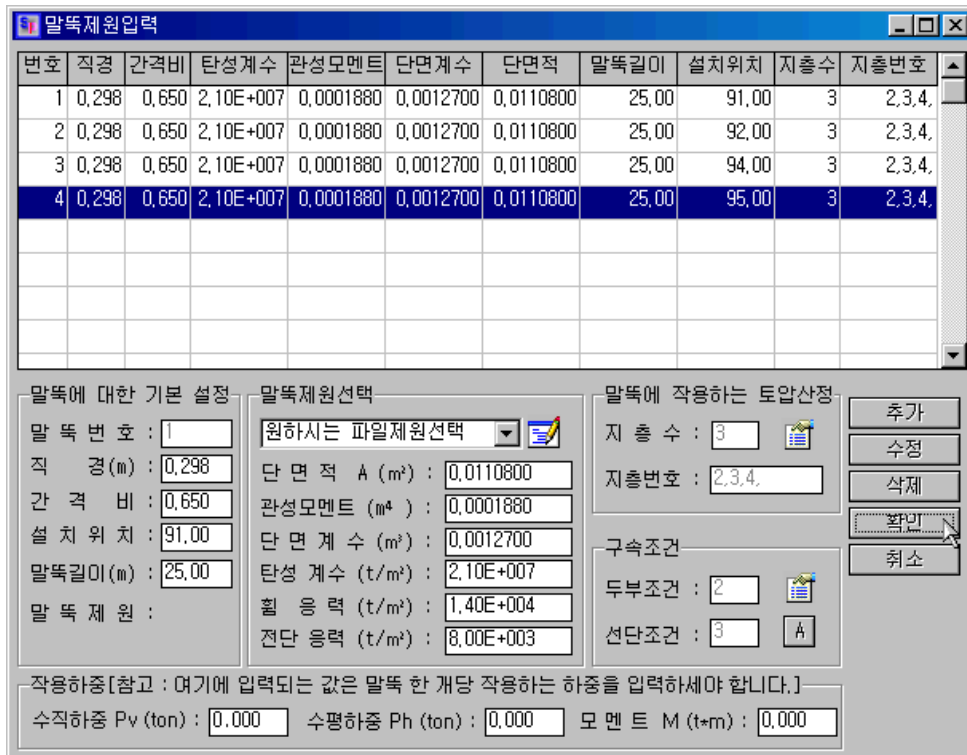 말뚝제원입력
번호 직경 간격비 탄성계수 관성모멘트 단면계수 단면적 말뚝길이 설치위치 지층수 지층번호
1 0,298 0,650 2,10E+007 0,0001880 0,0012700 0,0110800 25,00 91,00 3 2,3,4,
2 0,298 0,650 2,10E+007 0,0001880 0,0012700 0,0110800 25,00 92,00 3 2,3,4,
3 0,298 0,650 2,10E+007 0,0001880 0,0012700 0,0110800 25,00 94,00 3 2,3,4,
4 0,298 0,650 2,10E+007 0,0001880 0,0012700 0,0110800 25,00 95,00 3 2,3,4,
말뚝에 대한 기본 설정
말 뚝 번 호 : 1
직 경(m) : 0,298
간 격 비 : 0,650
설 치 위 치 : 91,00
말뚝길이(m) : 25,00
말 뚝 제 원 :
말뚝제원선택
원하시는 파일제원선택
단 면 적 A (m²) : 0,0110800
관성모멘트 (m⁴ ) : 0,0001880
단 면 계 수 (m³) : 0,0012700
탄성 계수 (t/m²) : 2,10E+007
휨 응 력 (t/m²) : 1,40E+004
전단 응력 (t/m²) : 8,00E+003
말뚝에 작용하는 토압산정
지 층 수 : 3
지층번호 : 2,3,4,
구속조건
두부조건 : 2
선단조건 : 3 A
추가
수정
삭제
확인
취소
작용하중[참고 : 여기에 입력되는 값은 말뚝 한 개당 작용하는 하중을 입력하세야 합니다.]
수직하중 Pv (ton) : 0.000 수평하중 Ph (ton) : 0,000 모 멘 트 M (t*m) : 0,000